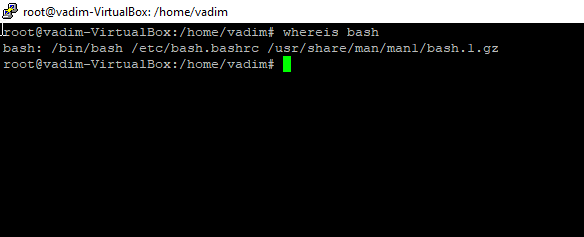 root@vadim-VirtualBox: /home/vadim
root@vadim-VirtualBox:/home/vadim# whereis bash
bash: /bin/bash /etc/bash.bashrc /usr/share/man/man1/bash.1.gz
root@vadim-VirtualBox:/home/vadim#